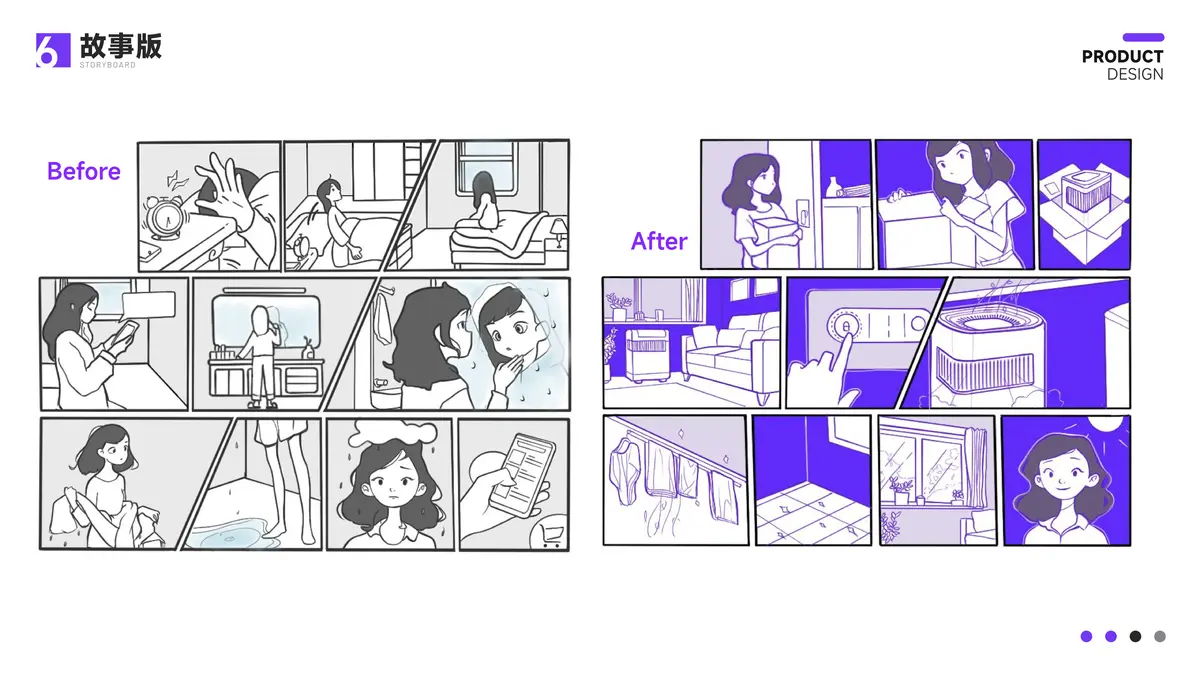 6 故事版
STORYBOARD
PRODUCT
DESIGN
Before
After